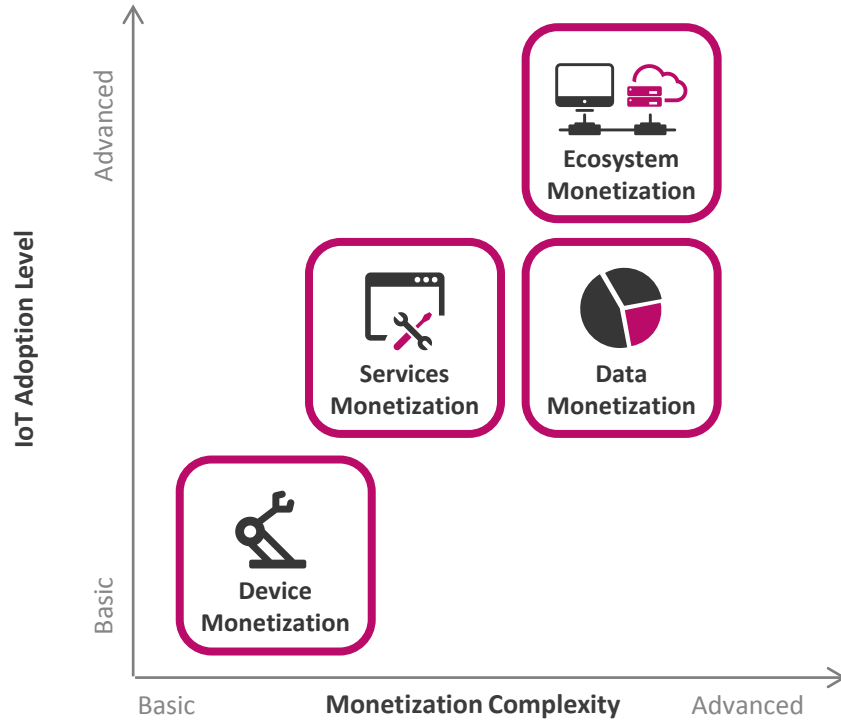 Advanced
IoT Adoption Level
Basic
Ecosystem
Monetization
Services
Monetization
Data
Monetization
Device
Monetization
Basic
Monetization Complexity
Advanced